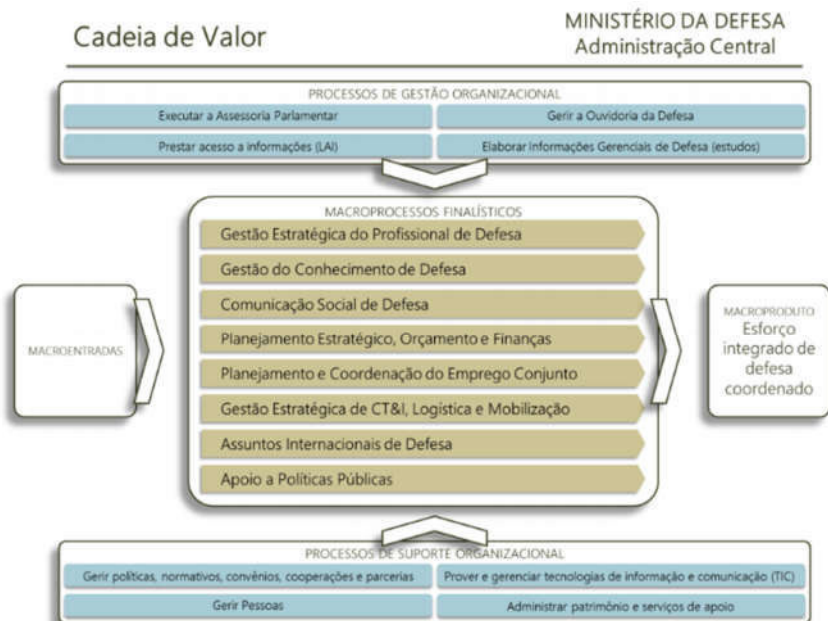 Cadeia de Valor
MINISTÉRIO DA DEFESA
Administração Central
PROCESSOS DE GESTÃO ORGANIZACIONAL
Executar a Assessoria Parlamentar
Gerir a Ouvidoria da Defesa
Prestar acesso a informações (LAI)
Elaborar Informações Gerenciais de Defesa (estudos)
MACROPROCESSOS FINALÍSTICOS
Gestão Estratégica do Profissional de Defesa
Gestão do Conhecimento de Defesa
Comunicação Social de Defesa
Planejamento Estratégico, Orçamento e Finanças
Planejamento e Coordenação do Emprego Conjunto
Gestão Estratégica de CT&I, Logística e Mobilização
Assuntos Internacionais de Defesa
Apoio a Políticas Públicas
MACROENTRADAS
MACROPRODUTO
Esforço
integrado de
defesa
coordenado
PROCESSOS DE SUPORTE ORGANIZACIONAL
Gerir políticas, normativos, convênios, cooperações e parcerias
Prover e gerenciar tecnologias de informação e comunicação (TIC)
Gerir Pessoas
Administrar patrimônio e serviços de apoio